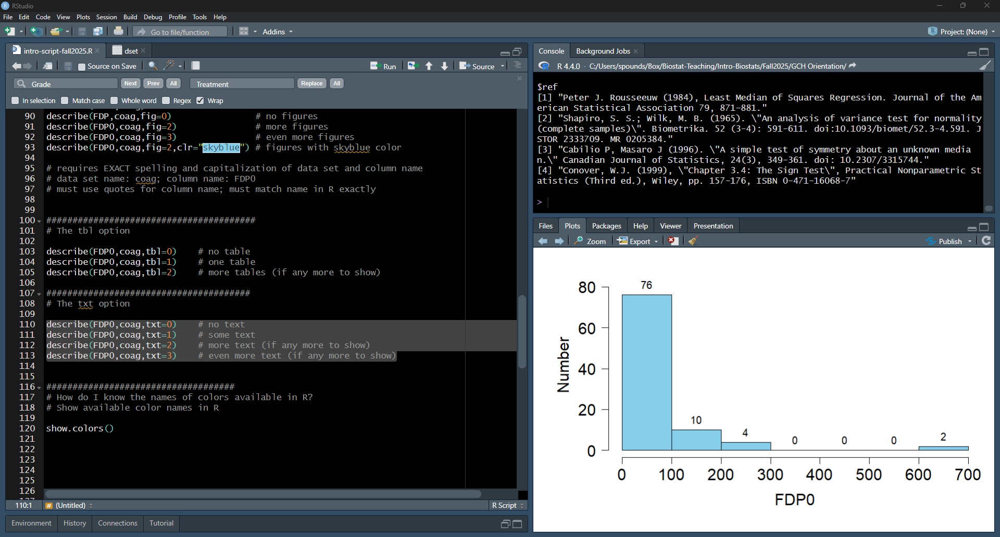 RStudio
File Edit Code View Plots Session Build Debug Profile Tools Help
Go to file/function Addins Project: (None)
intro-script-fall2025.R dset
Source on Save Run Source
Grade Next Prev All Treatment Replace All
In selection Match case Whole word Regex Wrap
90 describe(FDP,coag,fig=0) # no figures
91 describe(FDP0,coag,fig=2) # more figures
92 describe(FDP0,coag,fig=3) # even more figures
93 describe(FDP0,coag,fig=2,clr="skyblue") # figures with skyblue color
94
95 # requires EXACT spelling and capitalization of data set and column name
96 # data set name: coag; column name: FDP0
97 # must use quotes for column name; must match name in R exactly
98
99
100 ########################################
101 # The tbl option
102
103 describe(FDP0,coag,tbl=0) # no table
104 describe(FDP0,coag,tbl=1) # one table
105 describe(FDP0,coag,tbl=2) # more tables (if any more to show)
106
107 #######################################
108 # The txt option
109
110 describe(FDP0,coag,txt=0) # no text
111 describe(FDP0,coag,txt=1) # some text
112 describe(FDP0,coag,txt=2) # more text (if any more to show)
113 describe(FDP0,coag,txt=3) # even more text (if any more to show)
114
115
116 ####################################
117 # How do I know the names of colors available in R?
118 # Show available color names in R
119
120 show.colors()
121
122
123
124
125
126
110:1 # (Untitled) R Script
Environment History Connections Tutorial
Console Background Jobs
R 4.4.0 · C:/Users/spounds/Box/Biostat-Teaching/Intro-Biostats/Fall2025/GCH Orientation/
$ref
[1] "Peter J. Rousseeuw (1984), Least Median of Squares Regression. Journal of the Am
erican Statistical Association 79, 871-881."
[2] "Shapiro, S. S.; Wilk, M. B. (1965). \"An analysis of variance test for normality
(complete samples)\". Biometrika. 52 (3-4): 591-611. doi:10.1093/biomet/52.3-4.591. J
STOR 2333709. MR 0205384."
[3] "Cabilio P, Masaro J (1996). \"A simple test of symmetry about an unknown media
n.\" Canadian Journal of Statistics, 24(3), 349-361. doi: 10.2307/3315744."
[4] "Conover, W.J. (1999), \"Chapter 3.4: The Sign Test\", Practical Nonparametric St
atistics (Third ed.), Wiley, pp. 157-176, ISBN 0-471-16068-7"
>
Files Plots Packages Help Viewer Presentation
Zoom Export Publish
80
60
40
20
0
Number
76
10
4
0
0
0
2
0 100 200 300 400 500 600 700
FDP0